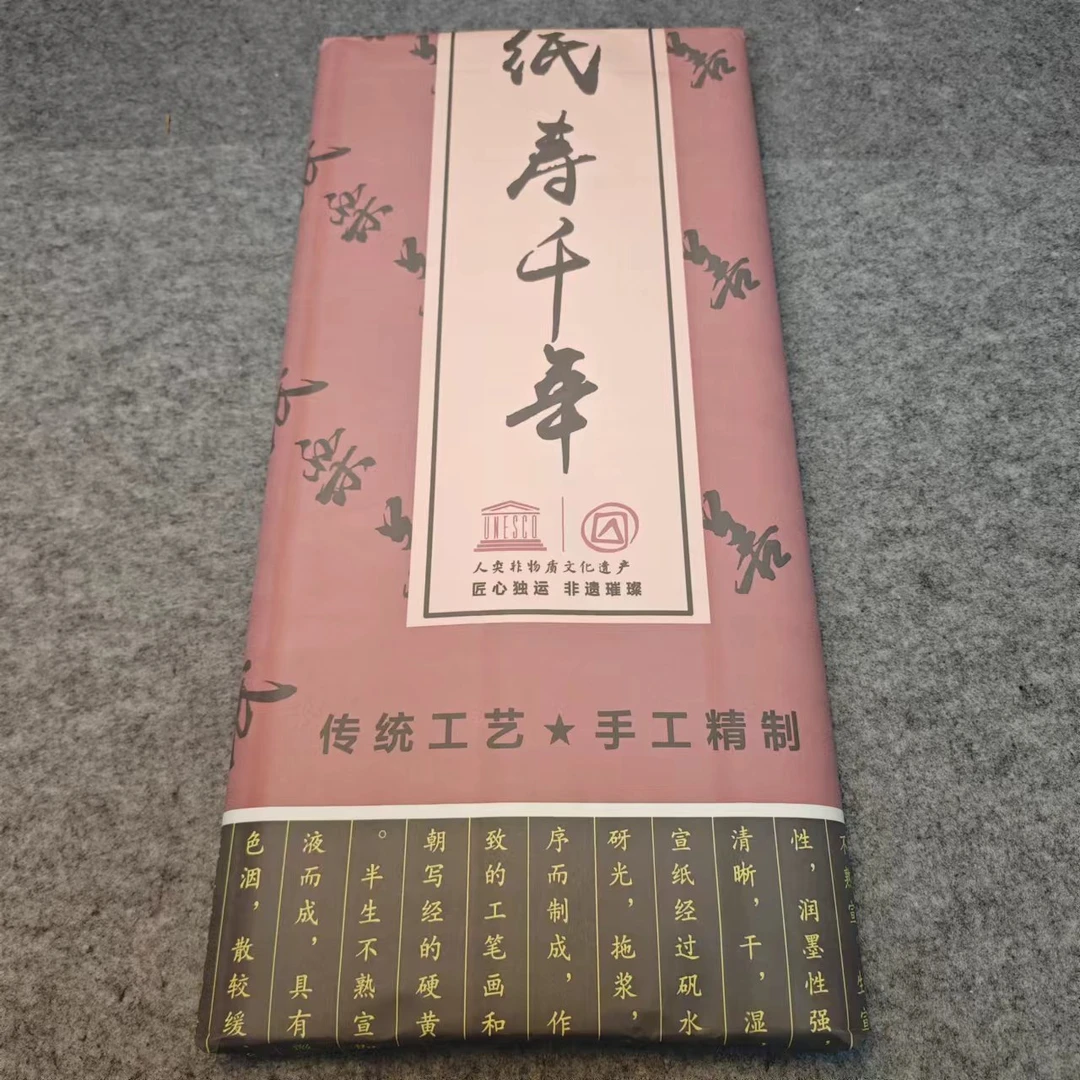 纸寿千年
UNESCO
人类非物质文化遗产
匠心独运 非遗璀璨
传统工艺★手工精制
性，润墨性强，
清晰，干，湿
宣纸经过矾水
砑光，拖浆，
序而制成，作
致的工笔画和
朝写经的硬黄
。半生不熟宣
液而成，具有
色洇，散较缓